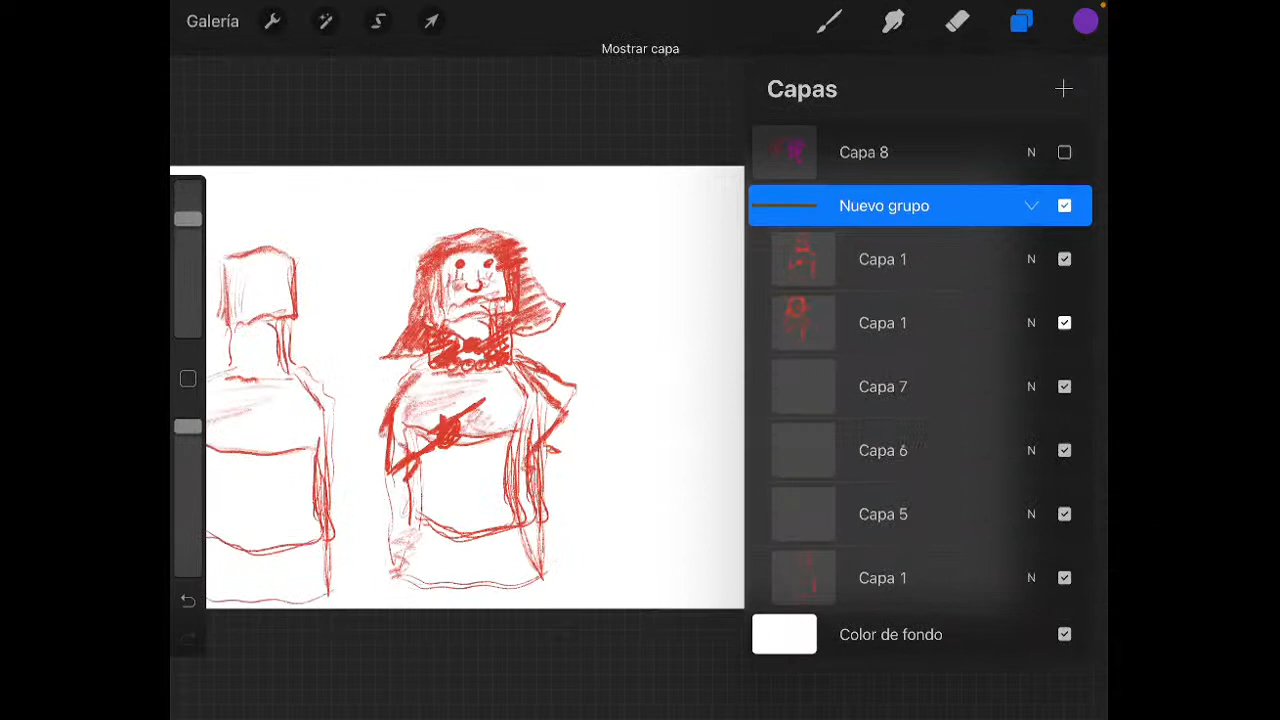 Galería
Mostrar capa
Capas
Capa 8 N
Nuevo grupo
Capa 1 N
Capa 1 N
Capa 7 N
Capa 6 N
Capa 5 N
Capa 1 N
Color de fondo